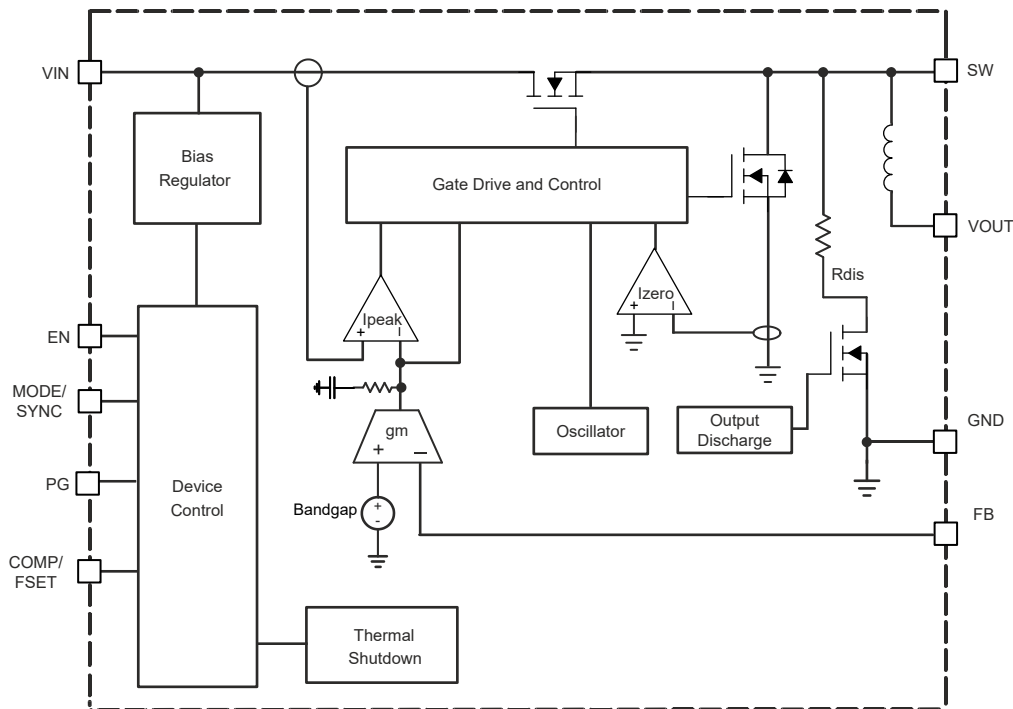 VIN
SW
Bias
Regulator
Gate Drive and Control
VOUT
Rdis
Ipeak
+
−
Izero
+
−
EN
MODE/
SYNC
GND
gm
+
−
Oscillator
Output
Discharge
PG
Device
Control
Bandgap
+
-
FB
COMP/
FSET
Thermal
Shutdown